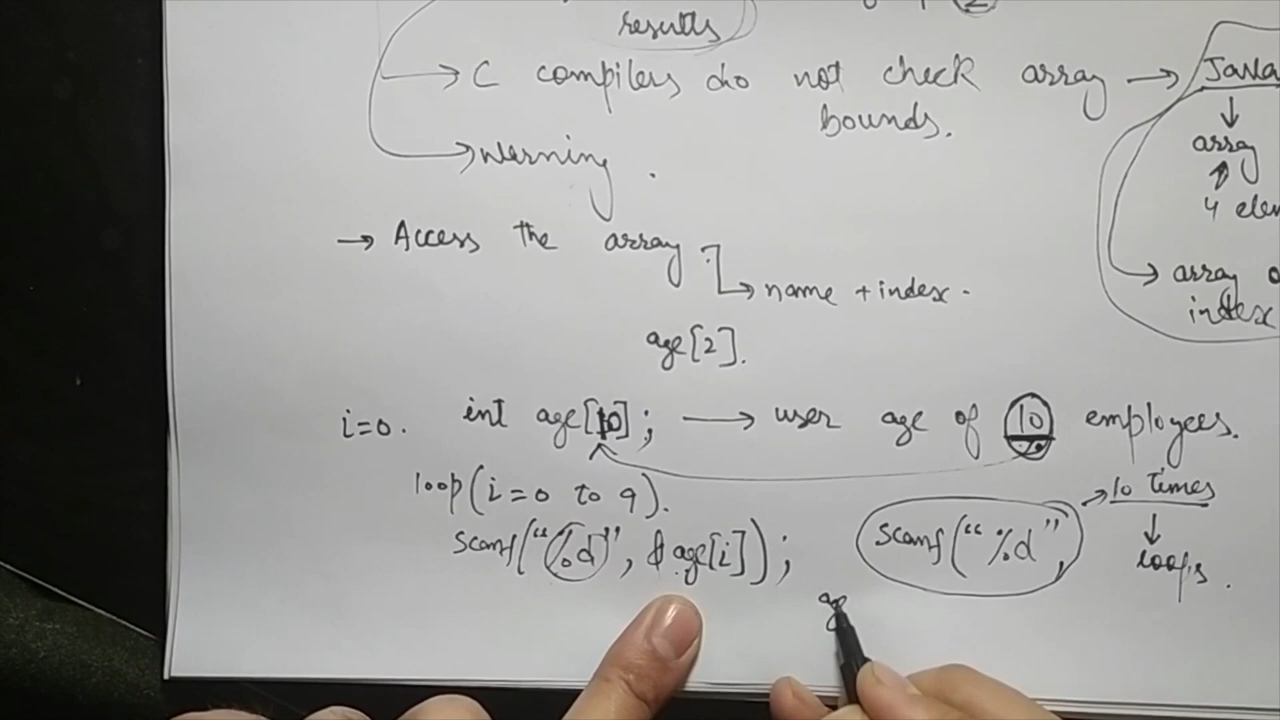 results
→ C compilers do not check array → Java
bounds.
↓
→ Warning.
array
4 elem
→ Access the array.
→ name + index.
→ array o
index
age[2].
i=0. int age[10]; → user age of 10 employees.
loop(i=0 to 9).
→ 10 times
↓
scanf("%d", &age[i]); scanf("%d",
loops.
ag